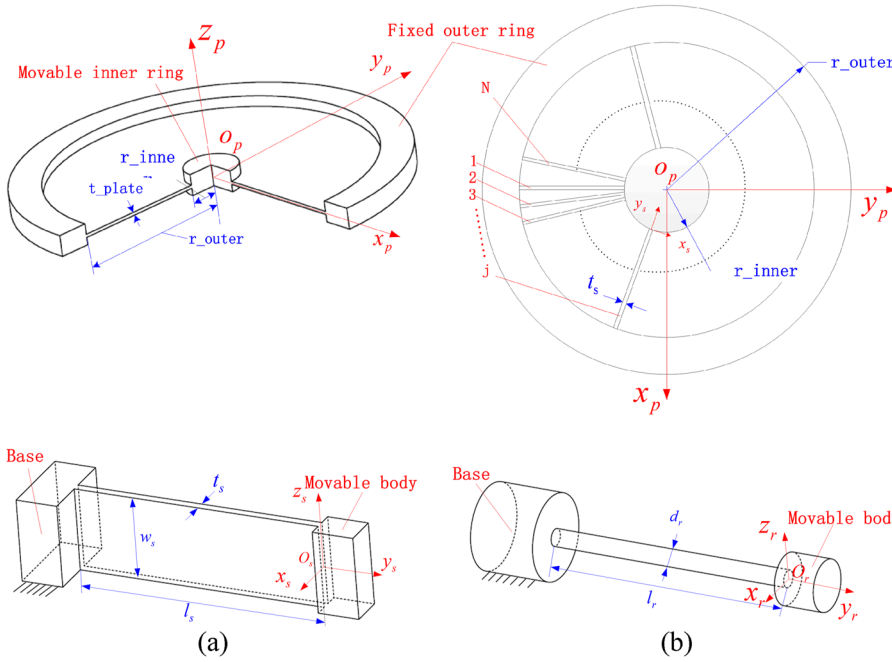 z_p
Fixed outer ring
Movable inner ring
y_p
O_p
r_inne
t_plate
x_p
r_outer
r_outer
N
1
2
3
O_p
y_p
y_s
x_s
r_inner
j
t_s
x_p
Base
t_s
z_s
Movable body
w_s
O_s
x_s
y_s
l_s
(a)
Base
d_r
Movable bod
z_r
O_r
x_r
y_r
l_r
(b)